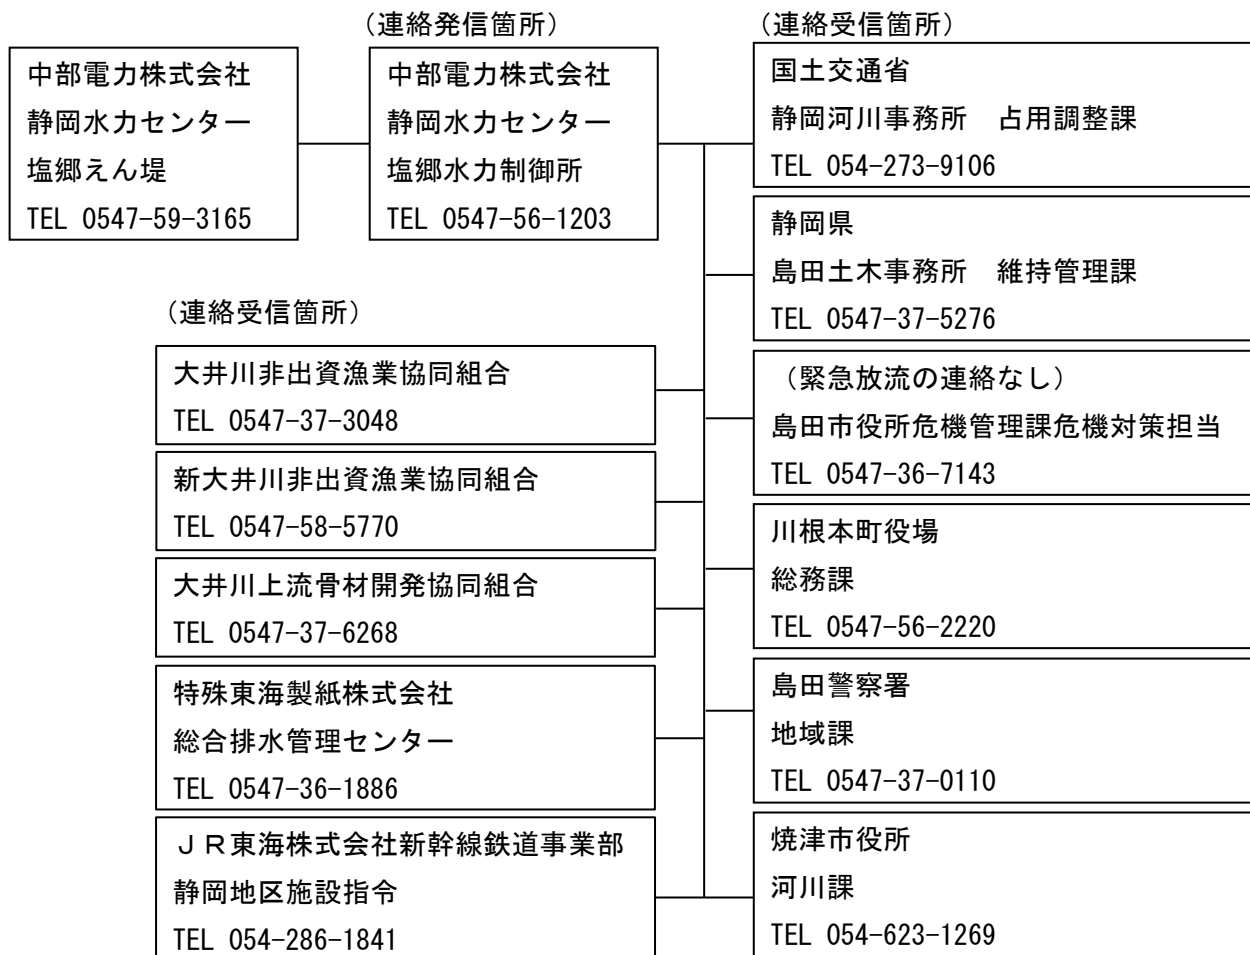 （連絡発信箇所）
（連絡受信箇所）
中部電力株式会社
静岡水力センター
塩郷えん堤
TEL 0547-59-3165
中部電力株式会社
静岡水力センター
塩郷水力制御所
TEL 0547-56-1203
国土交通省
静岡河川事務所　占用調整課
TEL 054-273-9106
静岡県
島田土木事務所　維持管理課
TEL 0547-37-5276
（緊急放流の連絡なし）
島田市役所危機管理課危機対策担当
TEL 0547-36-7143
川根本町役場
総務課
TEL 0547-56-2220
島田警察署
地域課
TEL 0547-37-0110
焼津市役所
河川課
TEL 054-623-1269
（連絡受信箇所）
大井川非出資漁業協同組合
TEL 0547-37-3048
新大井川非出資漁業協同組合
TEL 0547-58-5770
大井川上流骨材開発協同組合
TEL 0547-37-6268
特殊東海製紙株式会社
総合排水管理センター
TEL 0547-36-1886
ＪＲ東海株式会社新幹線鉄道事業部
静岡地区施設指令
TEL 054-286-1841